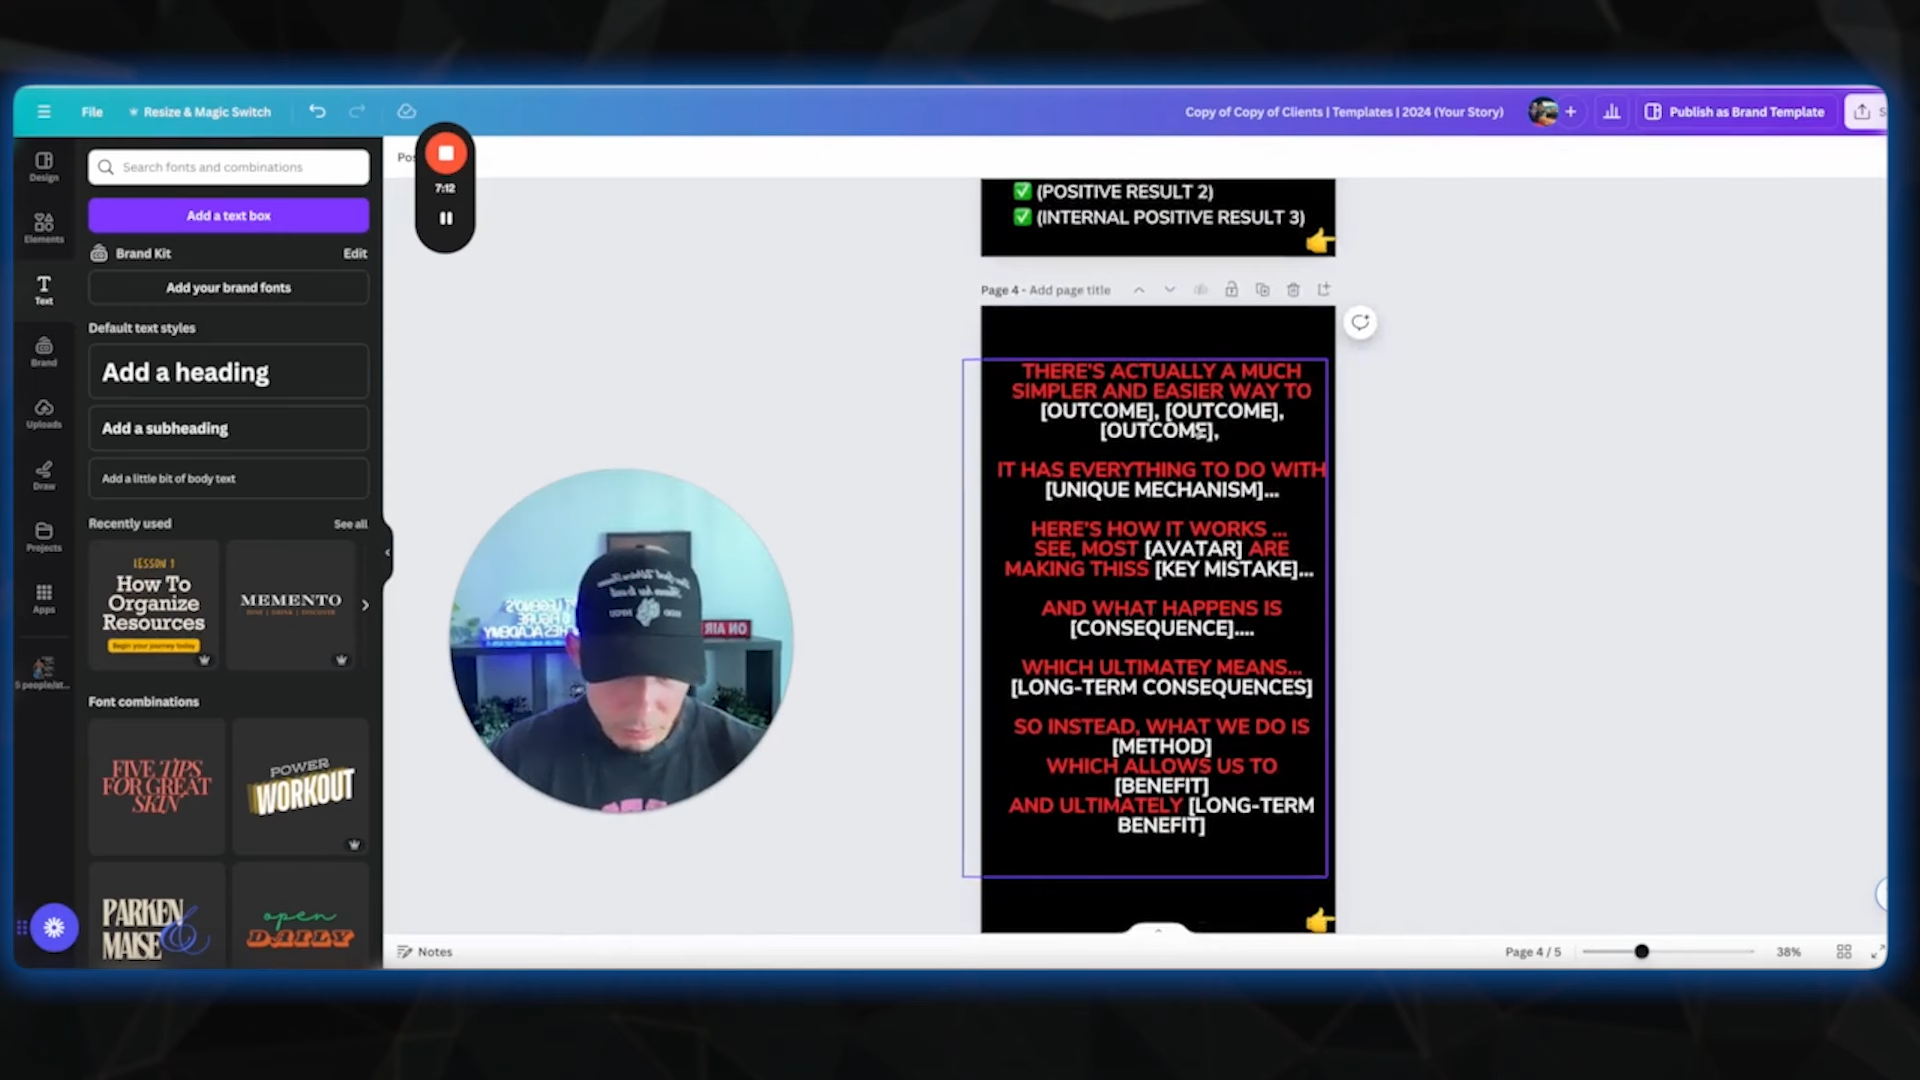 File
Resize & Magic Switch
Copy of Copy of Clients | Templates | 2024 (Your Story)
Publish as Brand Template
Design
Elements
Text
Brand
Uploads
Draw
Projects
Apps
5 people/at...
Search fonts and combinations
Add a text box
Brand Kit
Edit
Add your brand fonts
Default text styles
Add a heading
Add a subheading
Add a little bit of body text
Recently used
See all
LESSON 1
How To
Organize
Resources
Begin your journey today
MEMENTO
Font combinations
FIVE TIPS
FOR GREAT
SKIN
POWER
WORKOUT
PARKEN
&
MAISE
open
DAILY
7:12
ON AIR
✅ (POSITIVE RESULT 2)
✅ (INTERNAL POSITIVE RESULT 3)
Page 4 - Add page title
THERE'S ACTUALLY A MUCH
SIMPLER AND EASIER WAY TO
[OUTCOME], [OUTCOME],
[OUTCOME],
IT HAS EVERYTHING TO DO WITH
[UNIQUE MECHANISM]...
HERE'S HOW IT WORKS ...
SEE, MOST [AVATAR] ARE
MAKING THISS [KEY MISTAKE]...
AND WHAT HAPPENS IS
[CONSEQUENCE]....
WHICH ULTIMATEY MEANS...
[LONG-TERM CONSEQUENCES]
SO INSTEAD, WHAT WE DO IS
[METHOD]
WHICH ALLOWS US TO
[BENEFIT]
AND ULTIMATELY [LONG-TERM
BENEFIT]
Notes
Page 4 / 5
38%